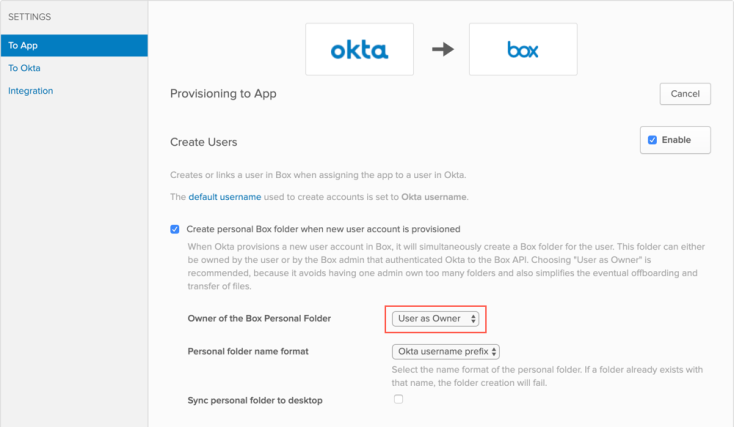 SETTINGS
To App
To Okta
Integration
okta
box
Provisioning to App
Cancel
Create Users
Enable
Creates or links a user in Box when assigning the app to a user in Okta.
The default username used to create accounts is set to Okta username.
Create personal Box folder when new user account is provisioned
When Okta provisions a new user account in Box, it will simultaneously create a Box folder for the user. This folder can either
be owned by the user or by the Box admin that authenticated Okta to the Box API. Choosing "User as Owner" is
recommended, because it avoids having one admin own too many folders and also simplifies the eventual offboarding and
transfer of files.
Owner of the Box Personal Folder
User as Owner
Personal folder name format
Okta username prefix
Select the name format of the personal folder. If a folder already exists with
that name, the folder creation will fail.
Sync personal folder to desktop